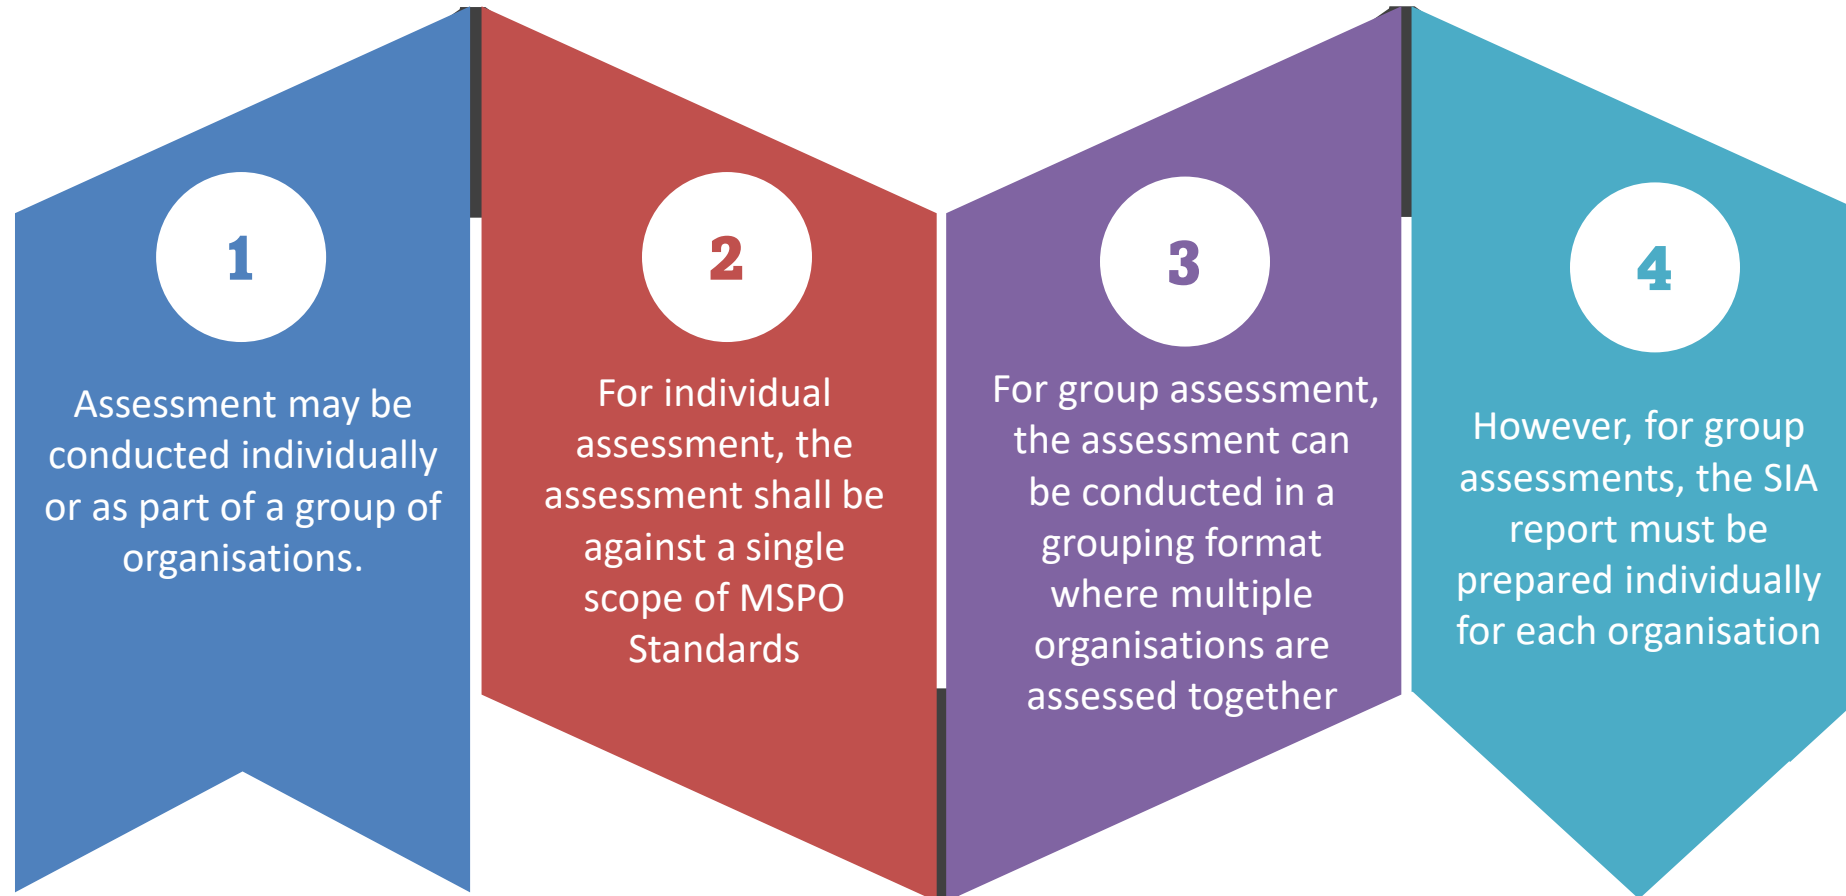 1
Assessment may be
conducted individually
or as part of a group of
organisations.
2
For individual
assessment, the
assessment shall be
against a single
scope of MSPO
Standards
3
For group assessment,
the assessment can
be conducted in a
grouping format
where multiple
organisations are
assessed together
4
However, for group
assessments, the SIA
report must be
prepared individually
for each organisation